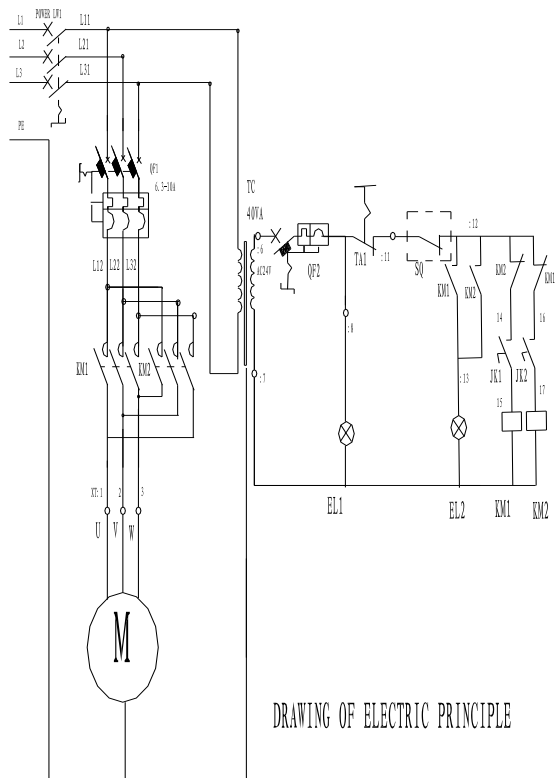 POWER LW1
L1
L11
L2
L21
L3
L31
PE
QF1
6.3-10A
TC
40VA
:6
AC24V
QF2
TA1
:11
SQ
:12
L12
L22
L32
KM1
KM2
KM2
KM1
:8
:7
14
16
KM1
KM2
:13
JK1
JK2
15
17
XT:1
2
3
U
V
W
EL1
EL2
KM1
KM2
M
DRAWING OF ELECTRIC PRINCIPLE